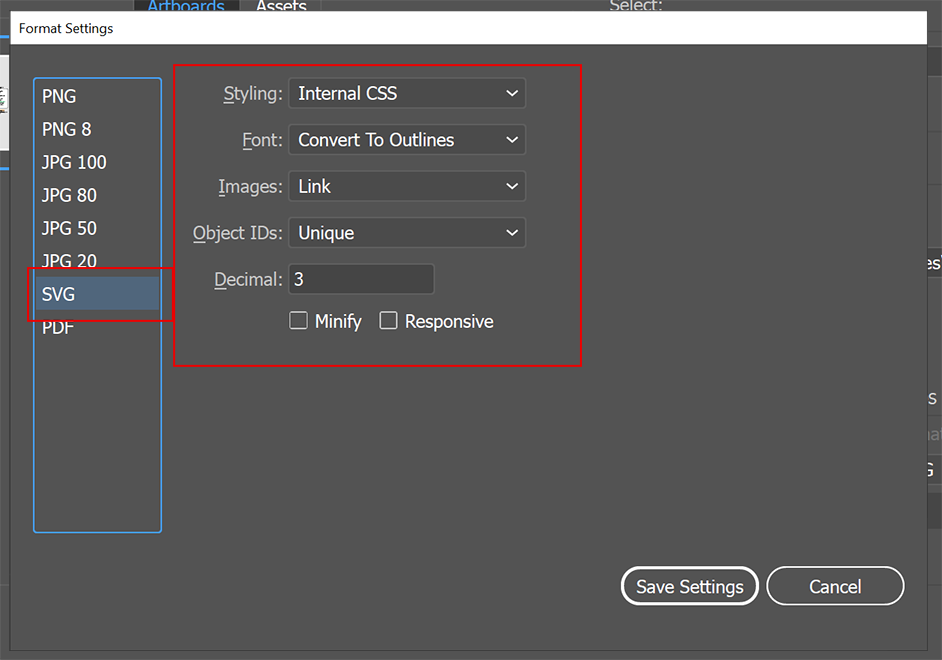 Artboards Assets Select:
Format Settings
PNG
PNG 8
JPG 100
JPG 80
JPG 50
JPG 20
SVG
PDF
Styling: Internal CSS
Font: Convert To Outlines
Images: Link
Object IDs: Unique
Decimal: 3
Minify Responsive
Save Settings Cancel